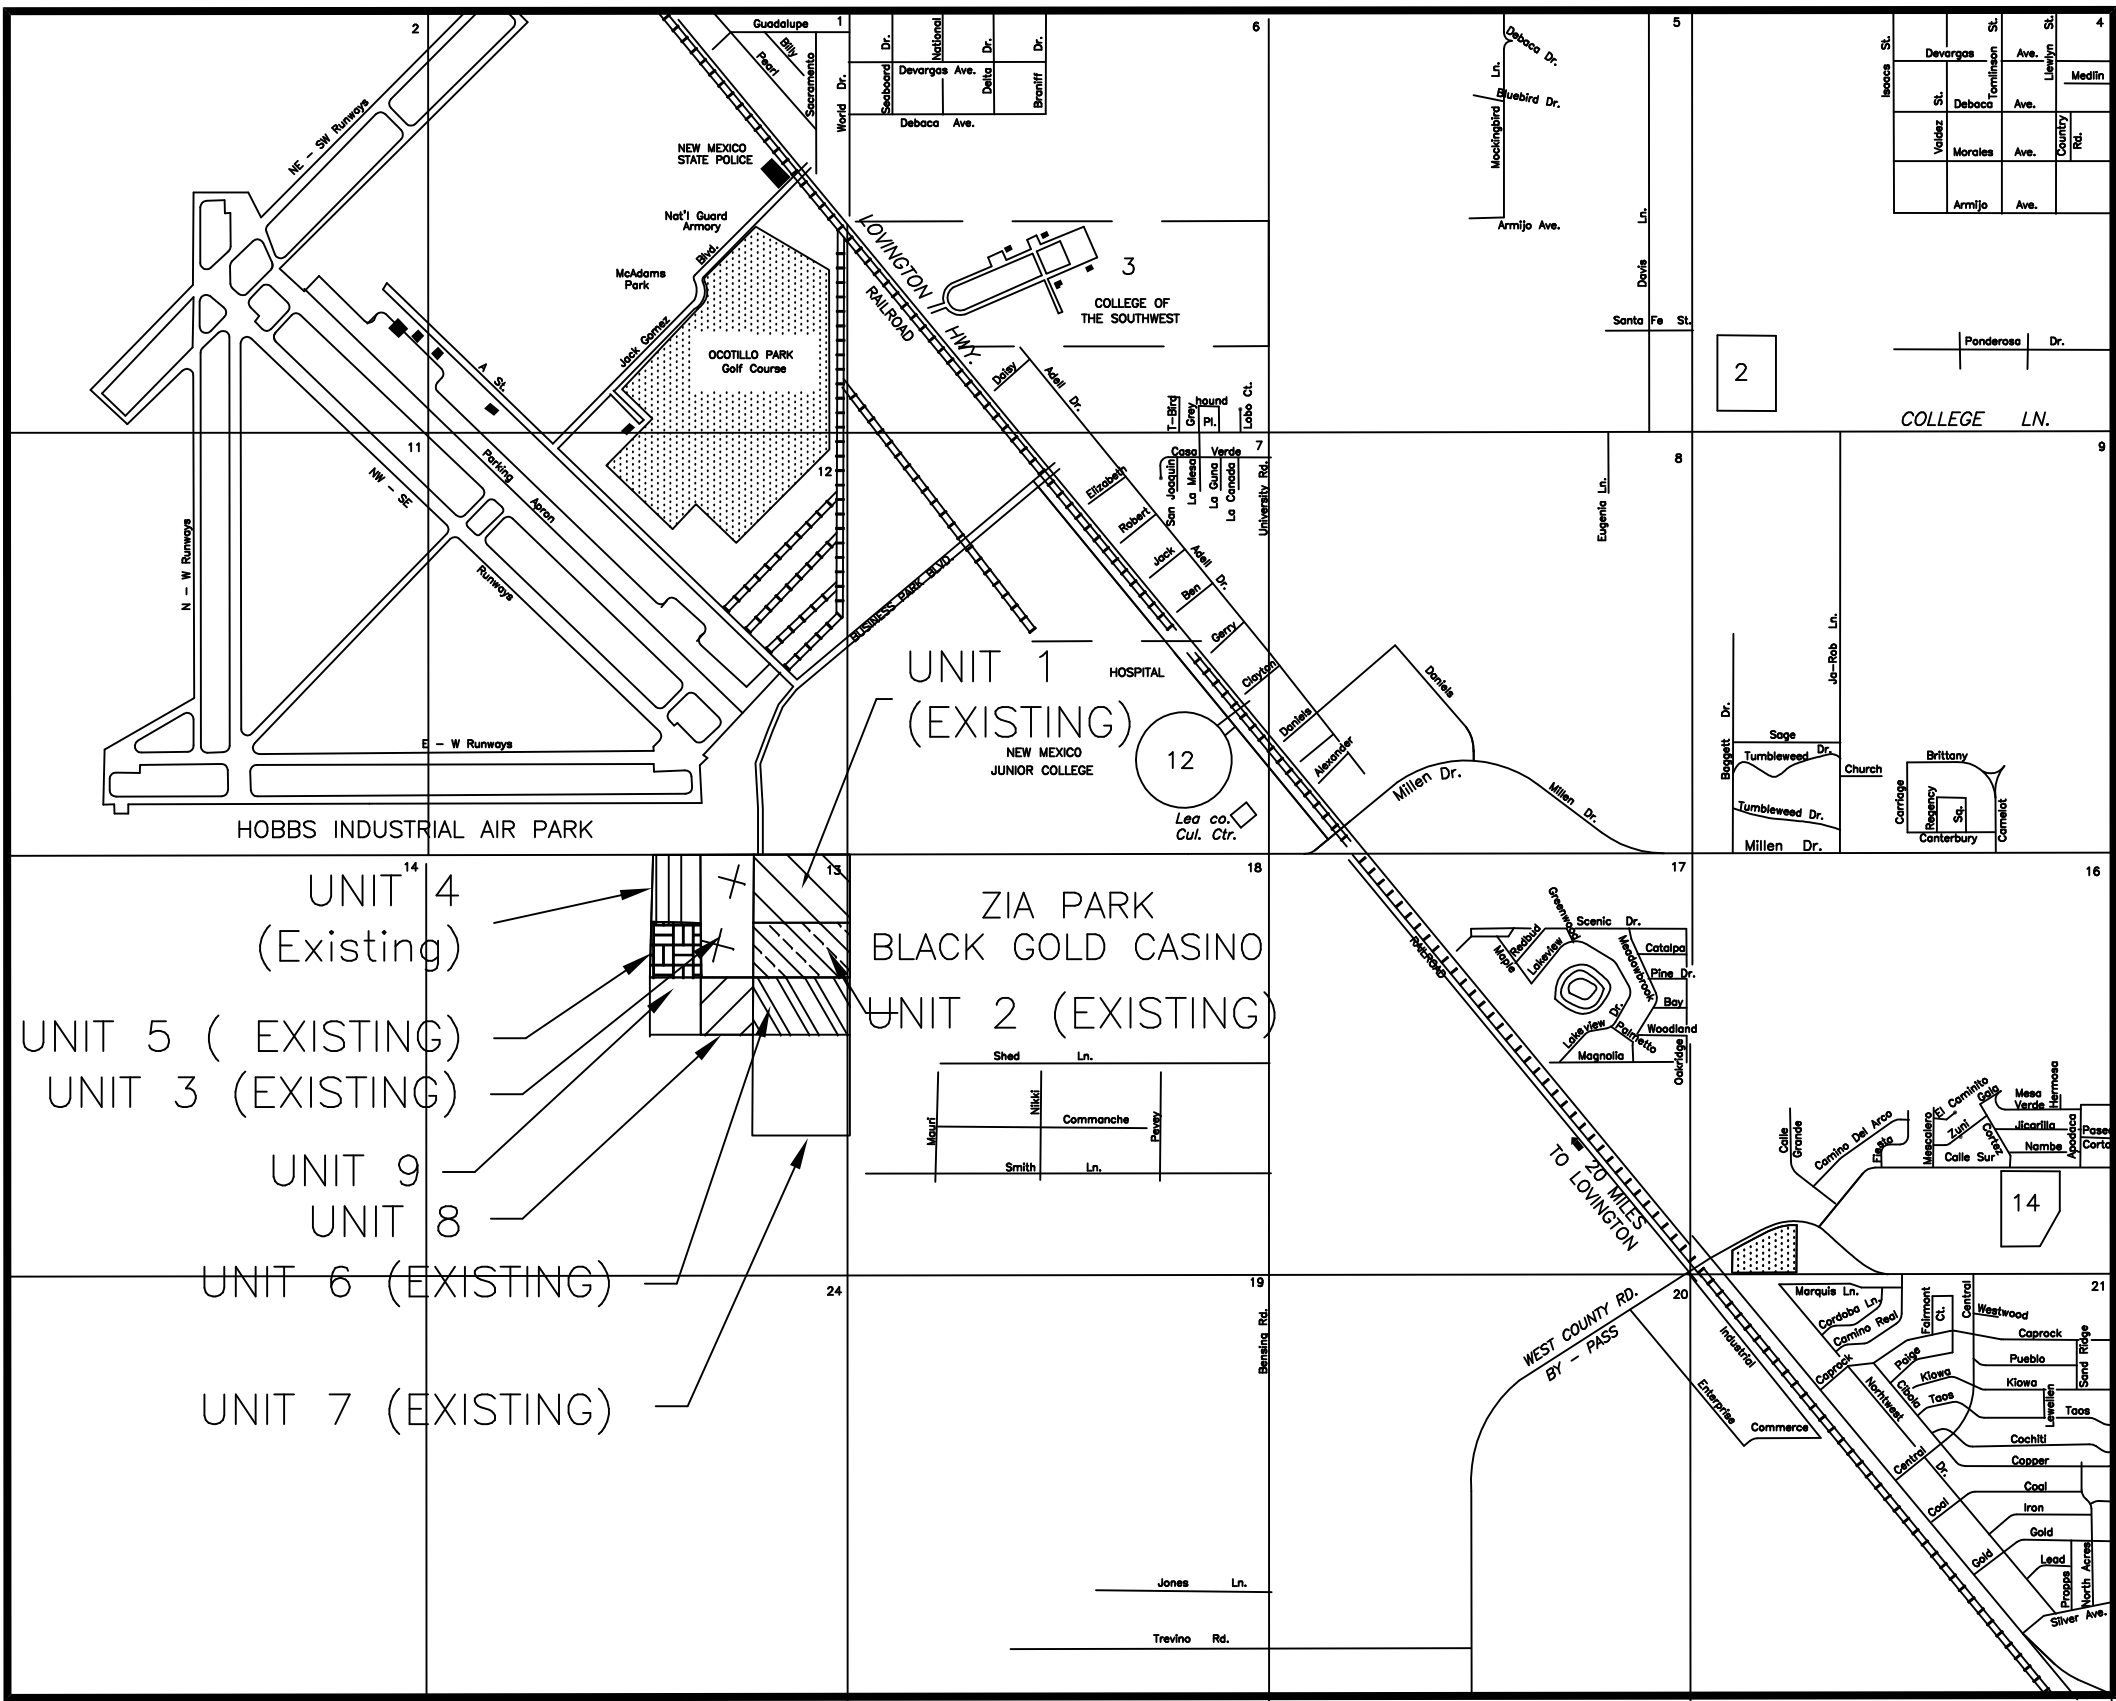 2
1
6
5
4
Guadalupe
Billy
Pearl
Sacramento
World Dr.
Seaboard Dr.
National
Delta Dr.
Braniff Dr.
Devargas Ave.
Debaca Ave.
Debaca Dr.
Bluebird Dr.
Mockingbird Ln.
Armijo Ave.
Davis Ln.
Santa Fe St.
Isaacs St.
Devargas Ave.
Tomlinson St.
Llewlyn St.
Medlin
Valdez St.
Debaca Ave.
Country Rd.
Morales Ave.
Armijo Ave.
Ponderosa Dr.
2
COLLEGE LN.
NE - SW Runways
NEW MEXICO
STATE POLICE
Nat'l Guard
Armory
McAdams
Park
Jack Gomez Blvd.
OCOTILLO PARK
Golf Course
A St.
LOVINGTON HWY.
RAILROAD
3
COLLEGE OF
THE SOUTHWEST
Daisy
Adell Dr.
T-Bird
Grey hound
Pl.
Lobo Ct.
11
12
7
8
9
Casa Verde
San Joaquin
La Mesa
La Guna
La Canada
University Rd.
Eugenia Ln.
N - W Runways
NW - SE
Runways
Parking Apron
E - W Runways
BUSINESS PARK BLVD.
Elizabeth
Robert
Jack
Ben
Adell Dr.
Gerry
Clayton
Daniels
Alexander
Daniels
Millen Dr.
Millen Dr.
HOSPITAL
UNIT 1
(EXISTING)
NEW MEXICO
JUNIOR COLLEGE
12
Lea co.
Cul. Ctr.
Ja-Rob Ln.
Baggett Dr.
Sage
Tumbleweed Dr.
Church
Tumbleweed Dr.
Millen Dr.
Brittany
Carriage
Regency
Sq.
Camelot
Canterbury
HOBBS INDUSTRIAL AIR PARK
14
13
18
17
16
UNIT 4
(Existing)
ZIA PARK
BLACK GOLD CASINO
UNIT 2 (EXISTING)
UNIT 5 ( EXISTING)
UNIT 3 (EXISTING)
UNIT 9
UNIT 8
UNIT 6 (EXISTING)
UNIT 7 (EXISTING)
Shed Ln.
Mauri
Nikki
Commanche
Pevey
Smith Ln.
RAILROAD
Greenwood
Scenic Dr.
Redbud
Maple
Lakeview
Meadowbrook
Catalpa
Pine Dr.
Bay
Woodland
Lakeview Dr.
Palmetto
Magnolia
Oakridge
20 MILES
TO LOVINGTON
Calle
Grande
Camino Del Arco
Fiesta
Mescalero
El Caminito
Zuni
Gala
Cortez
Calle Sur
Mesa
Verde
Hermosa
Jicarilla
Nambe
Apodaca
Paseo
Corta
14
24
19
20
21
Bensing Rd.
WEST COUNTY RD.
BY - PASS
Industrial
Enterprise
Commerce
Marquis Ln.
Cordoba Ln.
Camino Real
Fairmont
Ct.
Central
Westwood
Caprock
Sand Ridge
Pueblo
Paige
Kiowa
Kiowa
Cibola
Taos
Lewellen
Taos
Caprock
Norhtwest Dr.
Cochiti
Central
Copper
Coal
Coal
Iron
Gold
Gold
Lead
Propps
North Acres
Silver Ave.
Jones Ln.
Trevino Rd.